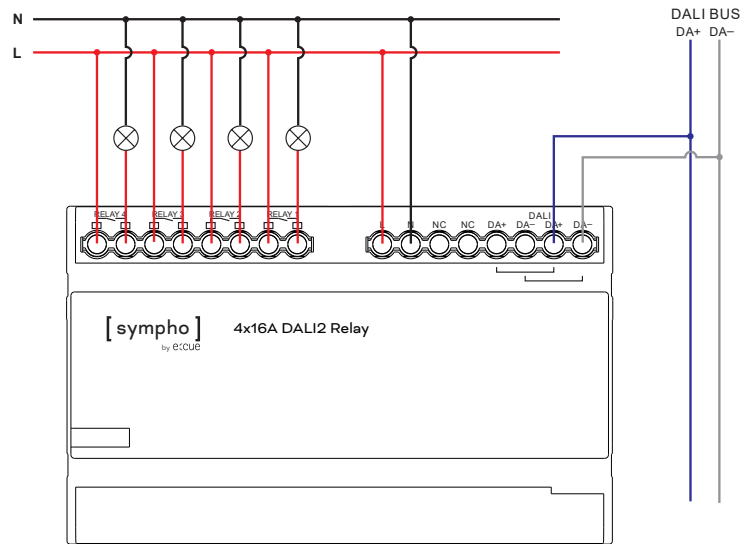 N
L
DALI BUS
DA+ DA−
RELAY 4 RELAY 3 RELAY 2 RELAY 1
DALI
L N NC NC DA+ DA− DA+ DA−
[sympho] 4x16A DALI2 Relay
by e:cue